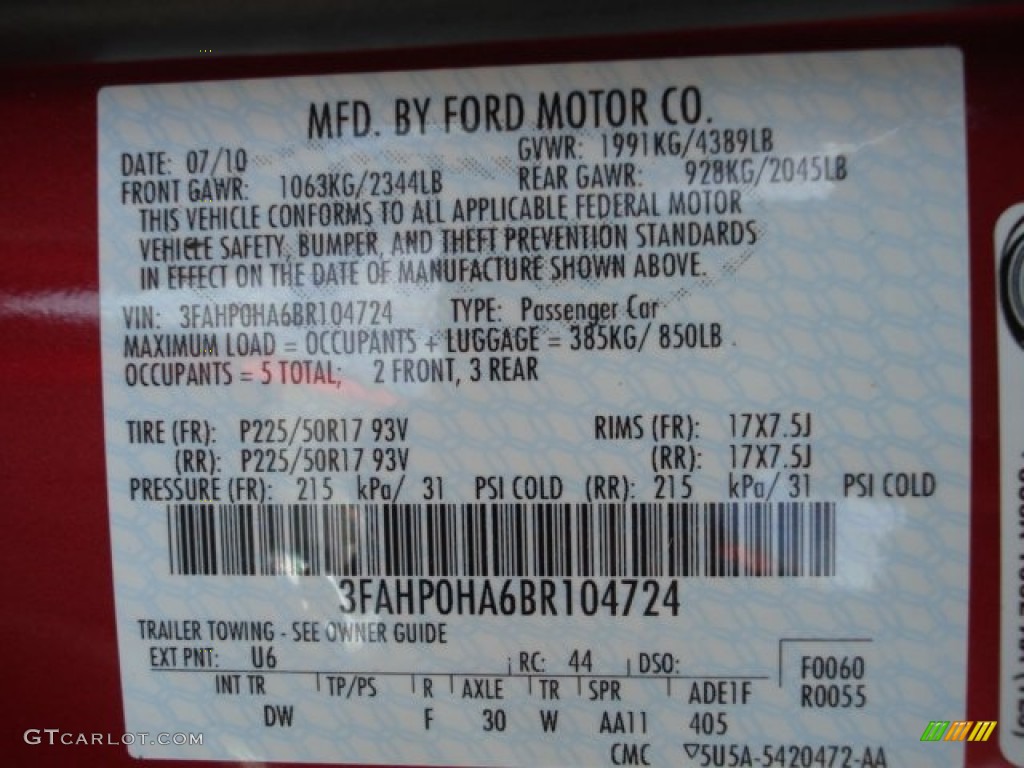 MFD. BY FORD MOTOR CO.
DATE: 07/10 GVWR: 1991KG/4389LB
FRONT GAWR: 1063KG/2344LB REAR GAWR: 928KG/2045LB
THIS VEHICLE CONFORMS TO ALL APPLICABLE FEDERAL MOTOR
VEHICLE SAFETY, BUMPER, AND THEFT PREVENTION STANDARDS
IN EFFECT ON THE DATE OF MANUFACTURE SHOWN ABOVE.
VIN: 3FAHP0HA6BR104724 TYPE: Passenger Car
MAXIMUM LOAD = OCCUPANTS + LUGGAGE = 385KG/ 850LB
OCCUPANTS = 5 TOTAL; 2 FRONT, 3 REAR
TIRE (FR): P225/50R17 93V RIMS (FR): 17X7.5J
(RR): P225/50R17 93V (RR): 17X7.5J
PRESSURE (FR): 215 kPa/ 31 PSI COLD (RR): 215 kPa/ 31 PSI COLD
3FAHP0HA6BR104724
TRAILER TOWING - SEE OWNER GUIDE
EXT PNT: U6 RC: 44 DSO: F0060
INT TR TP/PS R AXLE TR SPR ADE1F R0055
DW F 30 W AA11 405
CMC ▽5U5A-5420472-AA
GTCARLOT.COM